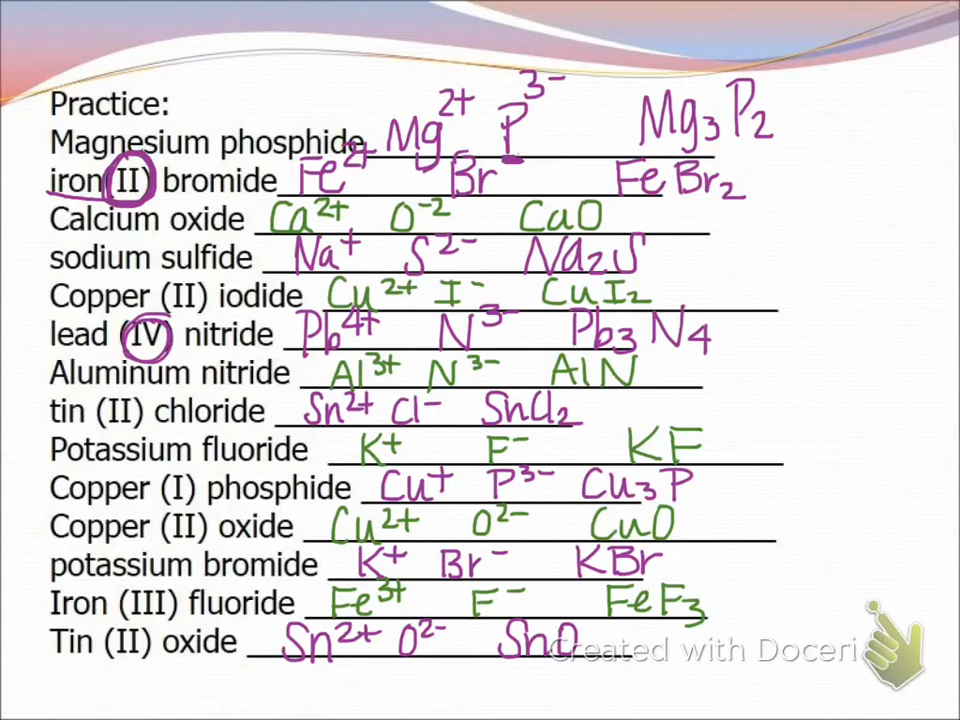 Practice:
Magnesium phosphide Mg2+ P3- Mg3P2
iron (II) bromide Fe2+ Br- FeBr2
Calcium oxide Ca2+ O-2 CaO
sodium sulfide Na+ S2- Na2S
Copper (II) iodide Cu2+ I- CuI2
lead (IV) nitride Pb4+ N3- Pb3N4
Aluminum nitride Al3+ N3- AlN
tin (II) chloride Sn2+ Cl- SnCl2
Potassium fluoride K+ F- KF
Copper (I) phosphide Cu+ P3- Cu3P
Copper (II) oxide Cu2+ O2- CuO
potassium bromide K+ Br- KBr
Iron (III) fluoride Fe3+ F- FeF3
Tin (II) oxide Sn2+ O2- SnO
Created with Doceri